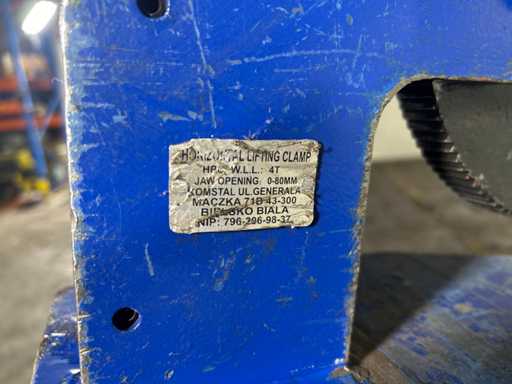 HORIZONTAL LIFTING CLAMP
W.L.L.: 4T
JAW OPENING: 0-80MM
KOMSTAL UL.GENERALA
MACZKA 71B 43-300
BIELSKO BIALA
NIP: 796-296-98-37